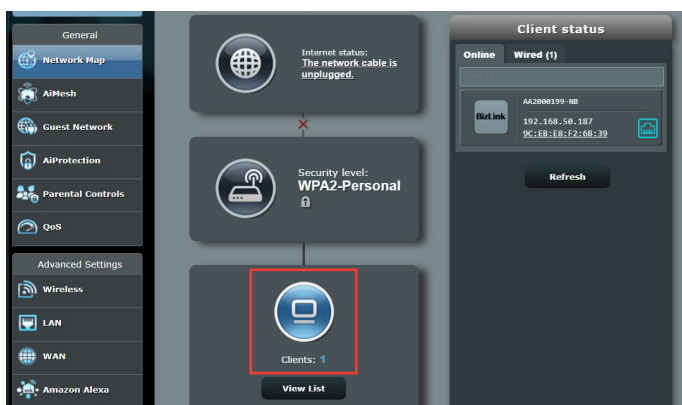 General
Network Map
AiMesh
Guest Network
AiProtection
Parental Controls
QoS
Advanced Settings
Wireless
LAN
WAN
Amazon Alexa
Internet status:
The network cable is
unplugged.
Security level:
WPA2-Personal
Clients: 1
View List
Client status
Online Wired (1)
Search
BizLink
AA2000199-NB
192.168.50.187
9C:EB:E8:F2:6B:39
Refresh